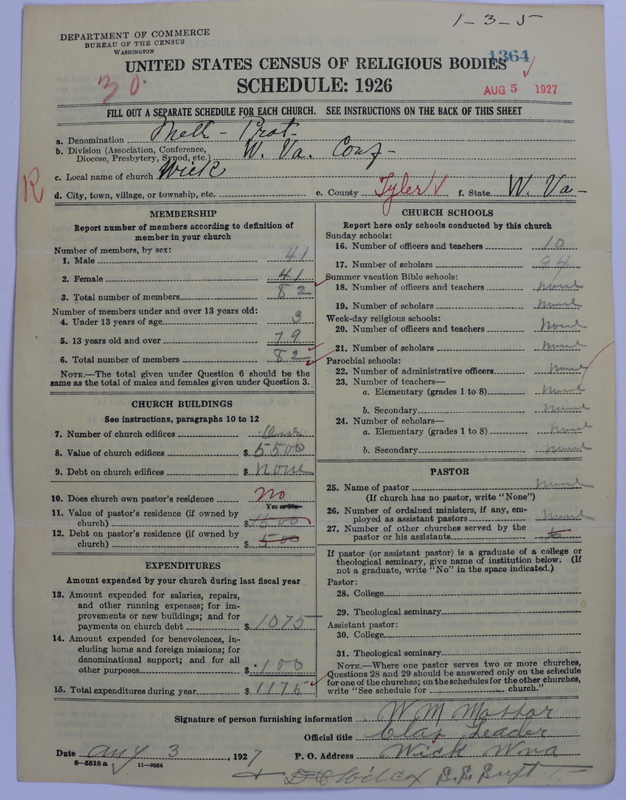 1-3-5
DEPARTMENT OF COMMERCE
BUREAU OF THE CENSUS
WASHINGTON
1364
UNITED STATES CENSUS OF RELIGIOUS BODIES
30
SCHEDULE: 1926
AUG 5 1927
FILL OUT A SEPARATE SCHEDULE FOR EACH CHURCH. SEE INSTRUCTIONS ON THE BACK OF THIS SHEET
a. Denomination Meth- Prot-
b. Division (Association, Conference,
Diocese, Presbytery, Synod, etc.) W. Va. Conf-
c. Local name of church Wick
R
d. City, town, village, or township, etc. e. County Tyler f. State W. Va-
MEMBERSHIP
Report number of members according to definition of
member in your church
Number of members, by sex:
1. Male 41
2. Female 41
3. Total number of members 82
Number of members under and over 13 years old:
4. Under 13 years of age 3
5. 13 years old and over 79
6. Total number of members 82
NOTE.—The total given under Question 6 should be the
same as the total of males and females given under Question 3.
CHURCH BUILDINGS
See instructions, paragraphs 10 to 12
7. Number of church edifices One
8. Value of church edifices $ 5500
9. Debt on church edifices $ None
10. Does church own pastor's residence No
Yes or No
11. Value of pastor's residence (if owned by
church) $ 1500
12. Debt on pastor's residence (if owned by
church) $ 500
EXPENDITURES
Amount expended by your church during last fiscal year
13. Amount expended for salaries, repairs,
and other running expenses; for im-
provements or new buildings; and for
payments on church debt $ 1075
14. Amount expended for benevolences, in-
cluding home and foreign missions; for
denominational support; and for all
other purposes $ 100
15. Total expenditures during year $ 1175
CHURCH SCHOOLS
Report here only schools conducted by this church
Sunday schools:
16. Number of officers and teachers 10
17. Number of scholars 94
Summer vacation Bible schools:
18. Number of officers and teachers none
19. Number of scholars none
Week-day religious schools:
20. Number of officers and teachers none
21. Number of scholars none
Parochial schools:
22. Number of administrative officers none
23. Number of teachers—
a. Elementary (grades 1 to 8) none
b. Secondary none
24. Number of scholars—
a. Elementary (grades 1 to 8) none
b. Secondary none
PASTOR
25. Name of pastor none
(If church has no pastor, write "None")
26. Number of ordained ministers, if any, em-
ployed as assistant pastors none
27. Number of other churches served by the
pastor or his assistants
If pastor (or assistant pastor) is a graduate of a college or
theological seminary, give name of institution below. (If
not a graduate, write "No" in the space indicated.)
Pastor:
28. College
29. Theological seminary
Assistant pastor:
30. College
31. Theological seminary
NOTE.—Where one pastor serves two or more churches,
Questions 28 and 29 should be answered only on the schedule
for one of the churches; on the schedules for the other churches,
write "See schedule for church."
Signature of person furnishing information W M
Official title Clas Leader
Date Aug 3, 1927 P. O. Address Wick Wva
8-5518 a 11-9054
D C Wilcox S.S. Supt